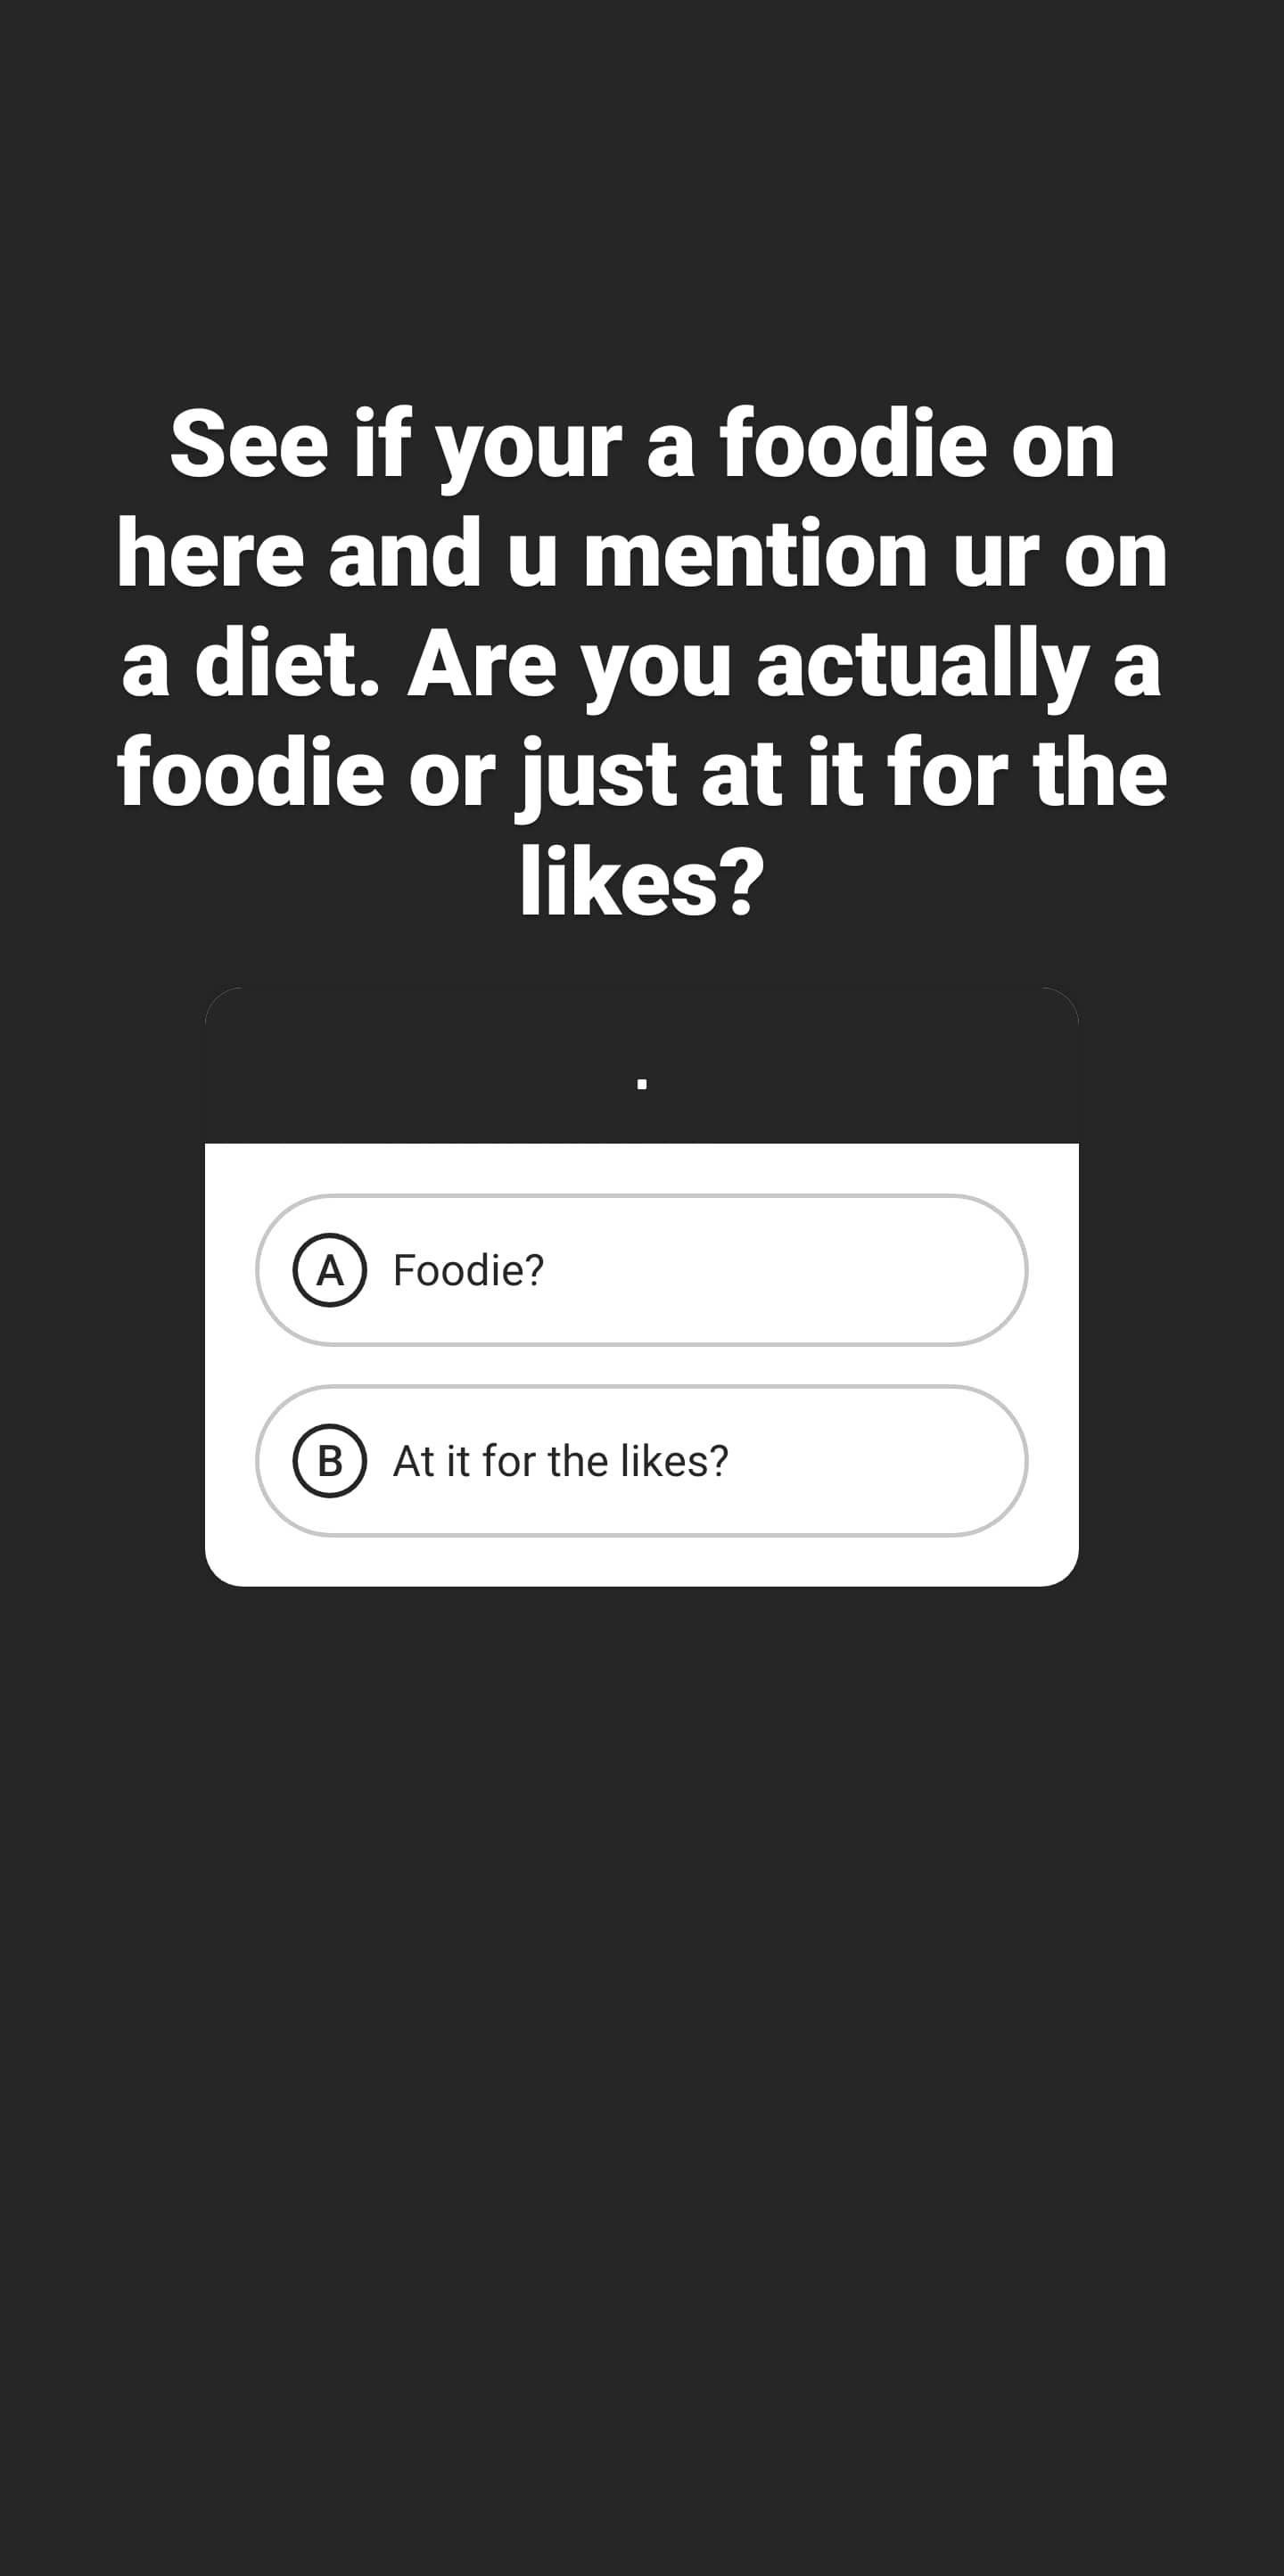 See if your a foodie on
here and u mention ur on
a diet. Are you actually a
foodie or just at it for the
likes?
.
A Foodie?
B At it for the likes?